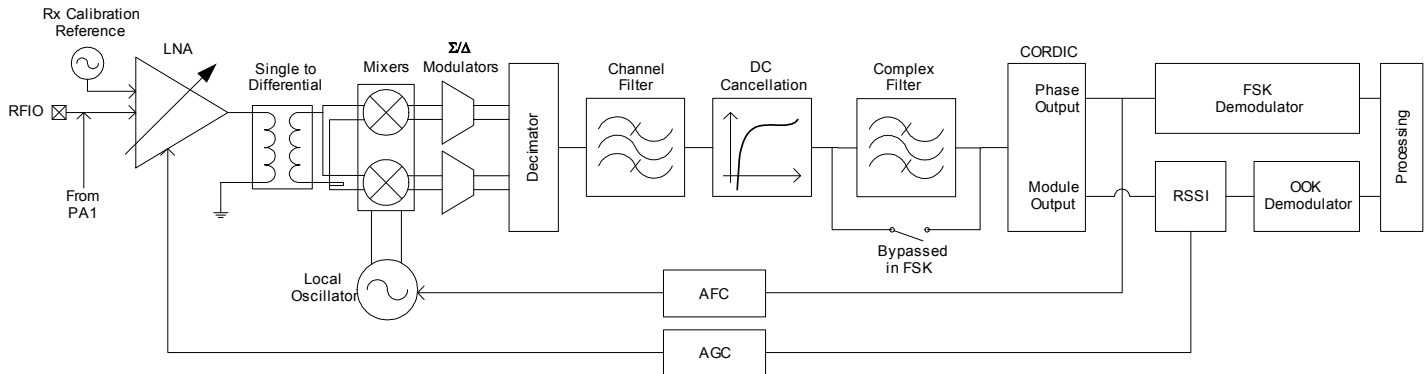 Rx Calibration
Reference
LNA
RFIO
From
PA1
Single to
Differential
Mixers
Local
Oscillator
Σ/Δ
Modulators
Decimator
Channel
Filter
DC
Cancellation
Complex
Filter
Bypassed
in FSK
CORDIC
Phase
Output
Module
Output
FSK
Demodulator
RSSI
OOK
Demodulator
Processing
AFC
AGC